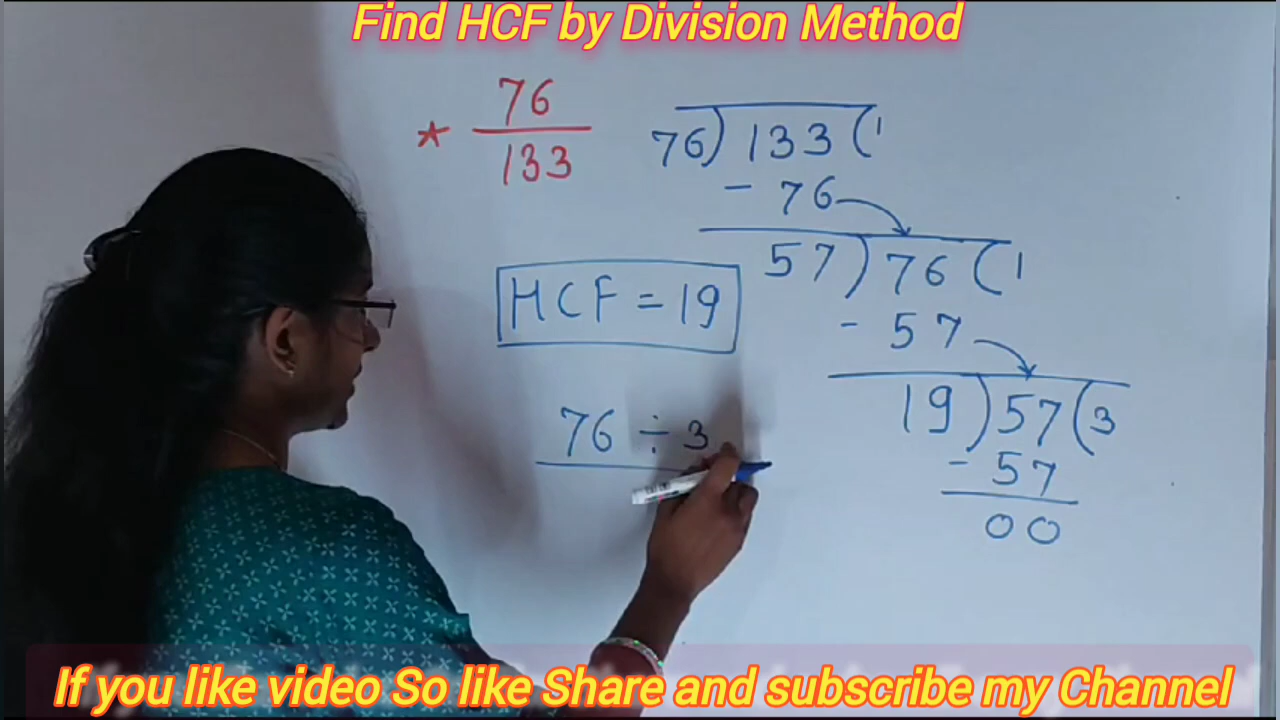 Find HCF by Division Method
* 76
133
76) 133 (1
- 76
57) 76 (1
- 57
19) 57 (3
- 57
00
HCF = 19
76 ÷ 3
If you like video So like Share and subscribe my Channel